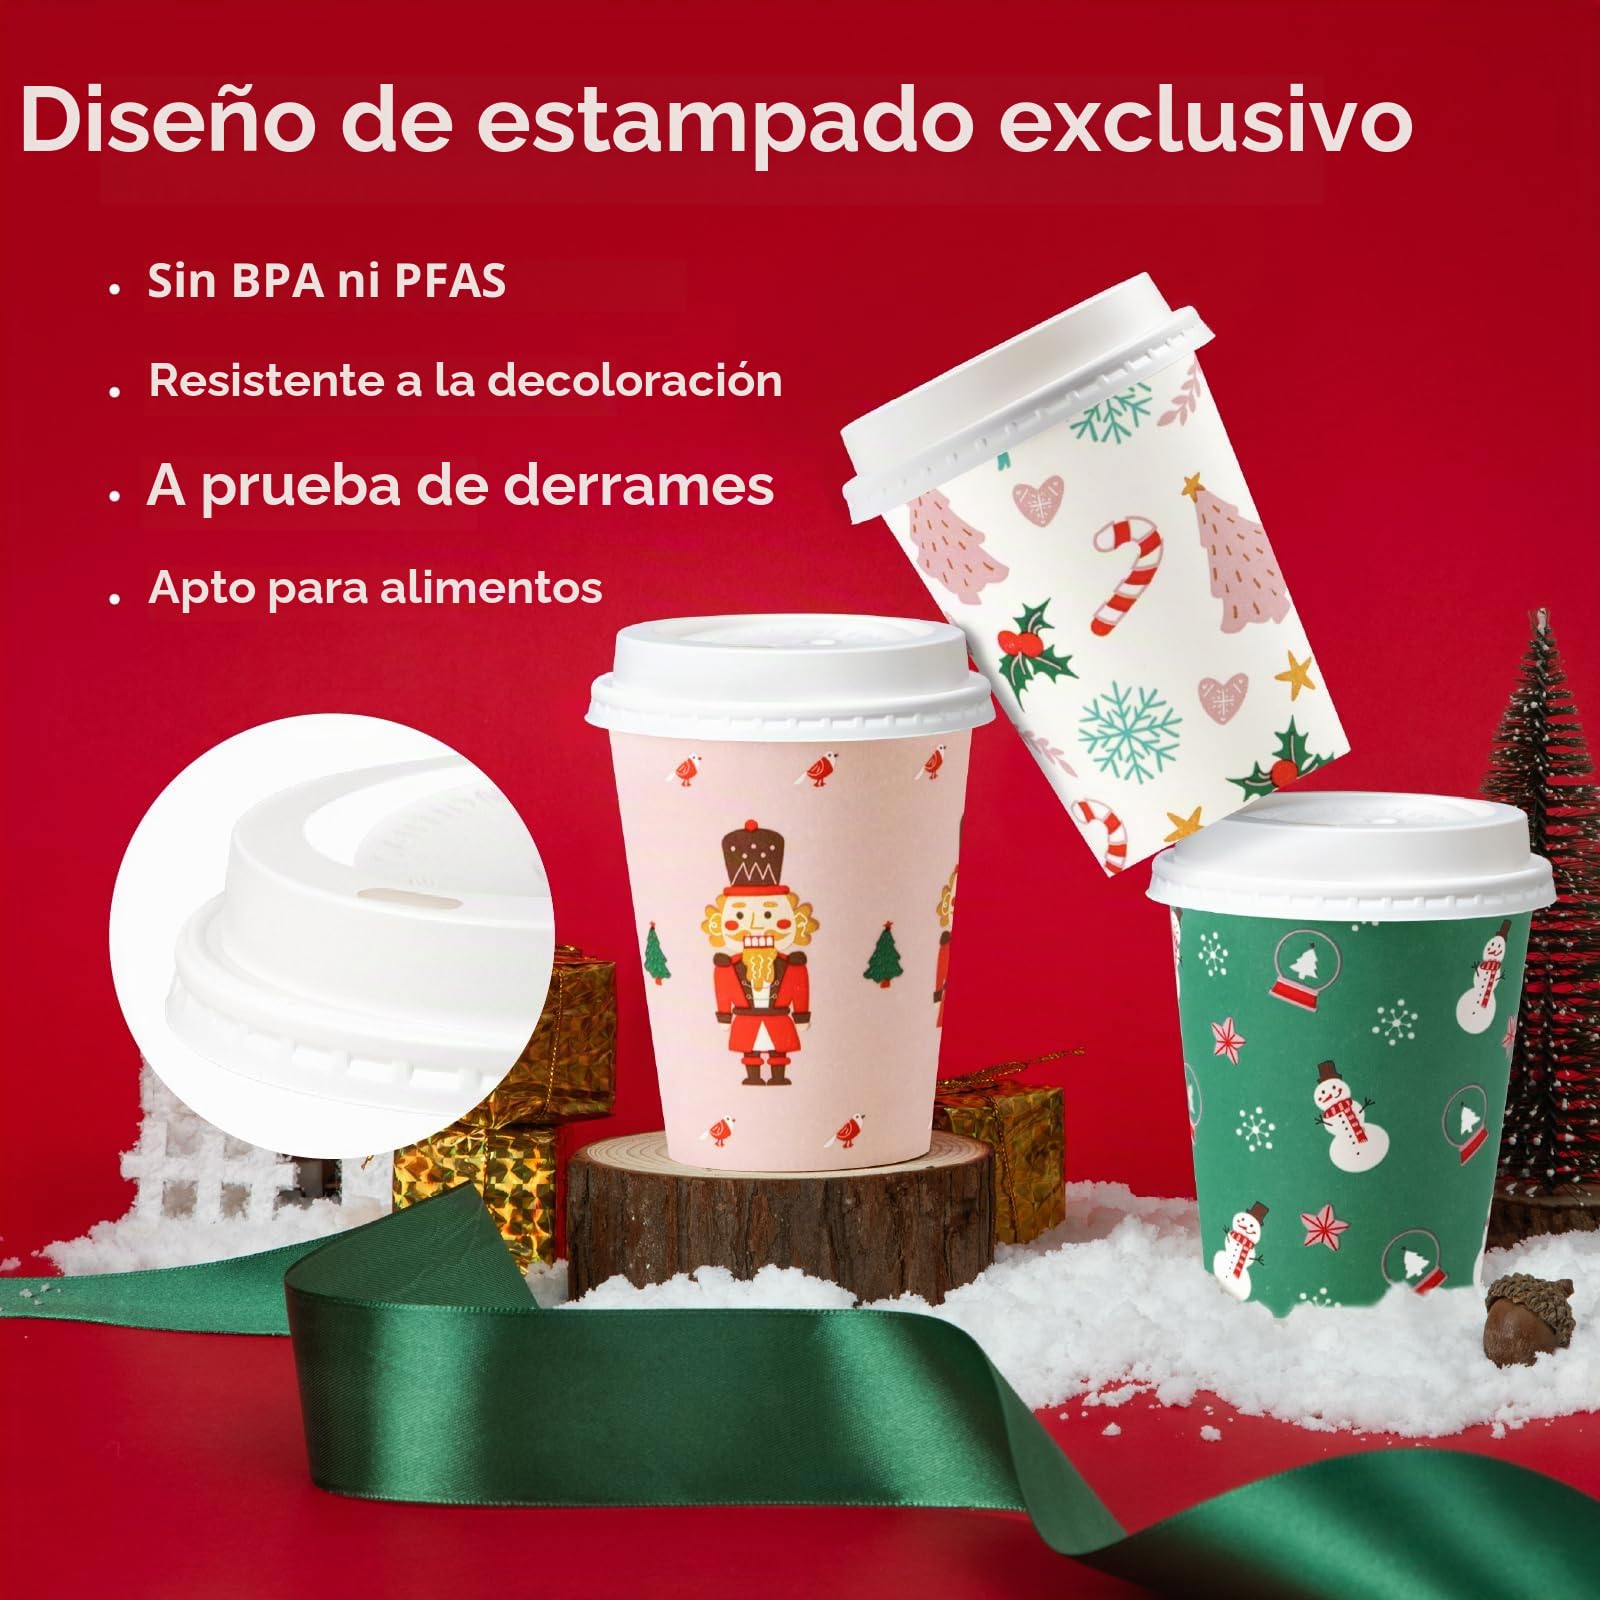 Diseño de estampado exclusivo
• Sin BPA ni PFAS
• Resistente a la decoloración
• A prueba de derrames
• Apto para alimentos